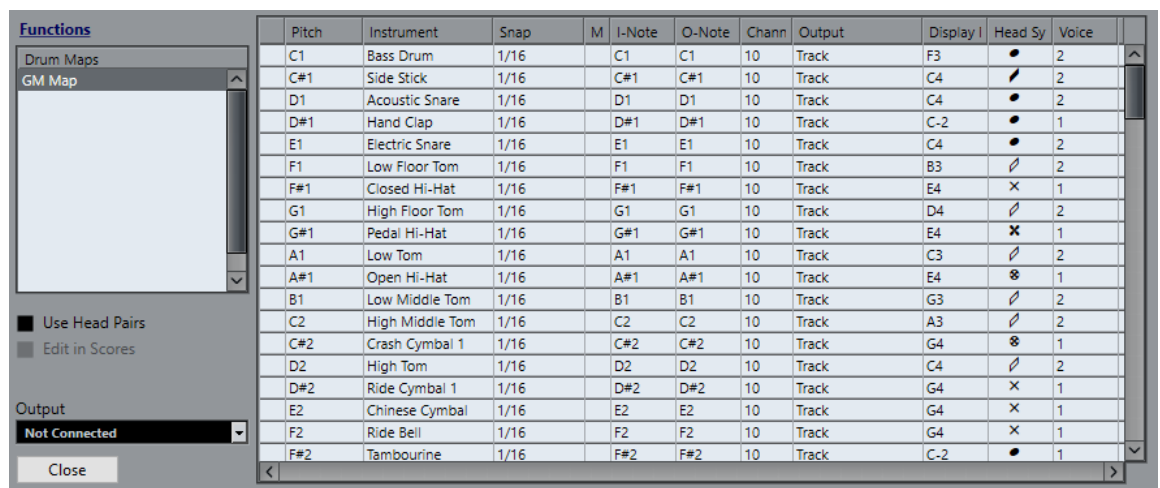 Functions
Drum Maps
GM Map
Use Head Pairs
Edit in Scores
Output
Not Connected
Close
Pitch Instrument Snap M I-Note O-Note Chann Output Display I Head Sy Voice
C1 Bass Drum 1/16 C1 C1 10 Track F3 2
C#1 Side Stick 1/16 C#1 C#1 10 Track C4 2
D1 Acoustic Snare 1/16 D1 D1 10 Track C4 2
D#1 Hand Clap 1/16 D#1 D#1 10 Track C-2 1
E1 Electric Snare 1/16 E1 E1 10 Track C4 2
F1 Low Floor Tom 1/16 F1 F1 10 Track B3 2
F#1 Closed Hi-Hat 1/16 F#1 F#1 10 Track E4 1
G1 High Floor Tom 1/16 G1 G1 10 Track D4 2
G#1 Pedal Hi-Hat 1/16 G#1 G#1 10 Track E4 1
A1 Low Tom 1/16 A1 A1 10 Track C3 2
A#1 Open Hi-Hat 1/16 A#1 A#1 10 Track E4 1
B1 Low Middle Tom 1/16 B1 B1 10 Track G3 2
C2 High Middle Tom 1/16 C2 C2 10 Track A3 2
C#2 Crash Cymbal 1 1/16 C#2 C#2 10 Track G4 1
D2 High Tom 1/16 D2 D2 10 Track C4 2
D#2 Ride Cymbal 1 1/16 D#2 D#2 10 Track G4 1
E2 Chinese Cymbal 1/16 E2 E2 10 Track G4 1
F2 Ride Bell 1/16 F2 F2 10 Track G4 1
F#2 Tambourine 1/16 F#2 F#2 10 Track C-2 1